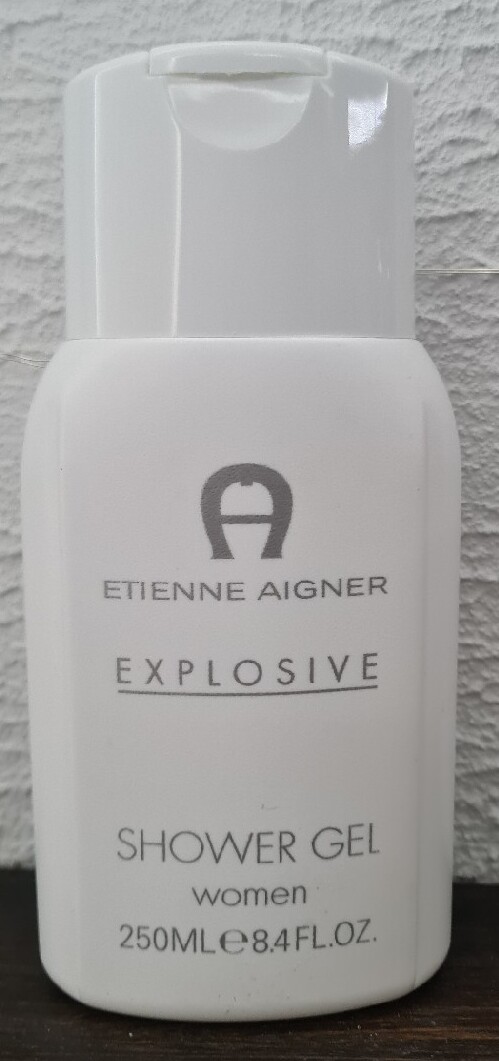 ETIENNE AIGNER
EXPLOSIVE
SHOWER GEL
women
250ML℮8.4FL.OZ.